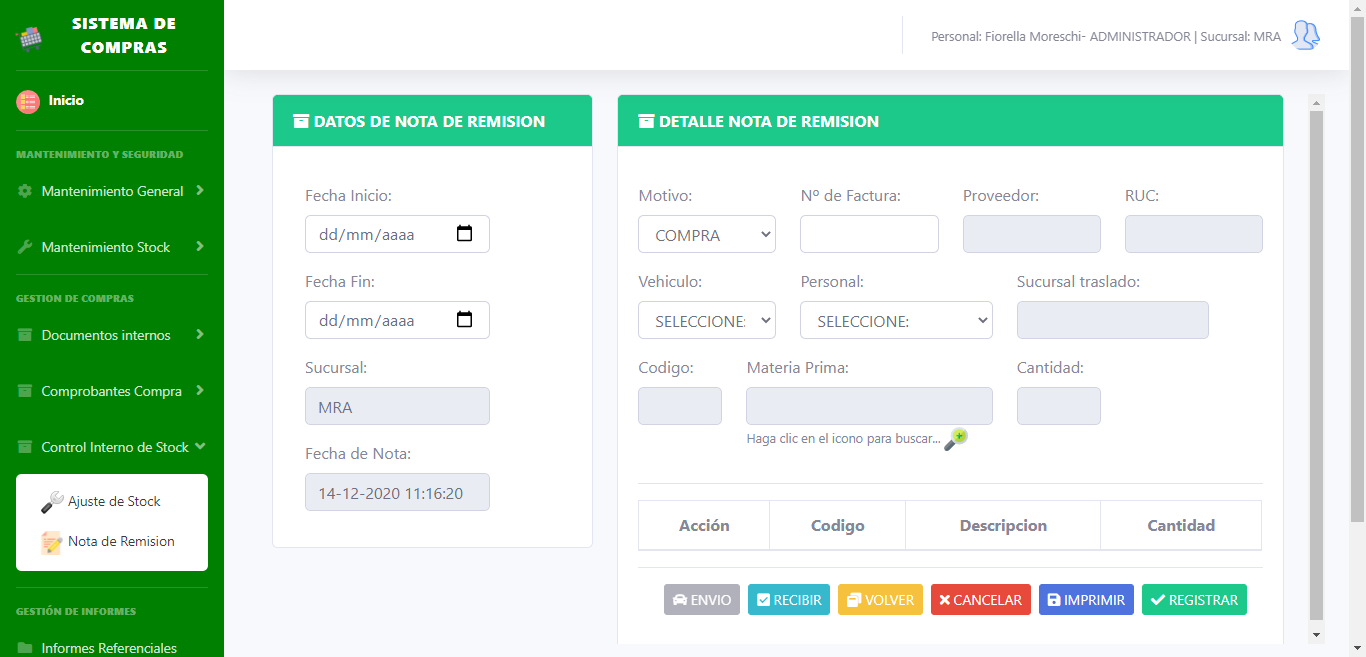 SISTEMA DE
COMPRAS
Inicio
MANTENIMIENTO Y SEGURIDAD
Mantenimiento General
Mantenimiento Stock
GESTION DE COMPRAS
Documentos internos
Comprobantes Compra
Control Interno de Stock
Ajuste de Stock
Nota de Remision
GESTIÓN DE INFORMES
Informes Referenciales
Personal: Fiorella Moreschi- ADMINISTRADOR | Sucursal: MRA
DATOS DE NOTA DE REMISION
Fecha Inicio:
dd/mm/aaaa
Fecha Fin:
dd/mm/aaaa
Sucursal:
MRA
Fecha de Nota:
14-12-2020 11:16:20
DETALLE NOTA DE REMISION
Motivo: Nº de Factura: Proveedor: RUC:
COMPRA
Vehiculo: Personal: Sucursal traslado:
SELECCIONE: SELECCIONE:
Codigo: Materia Prima: Cantidad:
Haga clic en el icono para buscar...
Acción Codigo Descripcion Cantidad
ENVIO RECIBIR VOLVER CANCELAR IMPRIMIR REGISTRAR